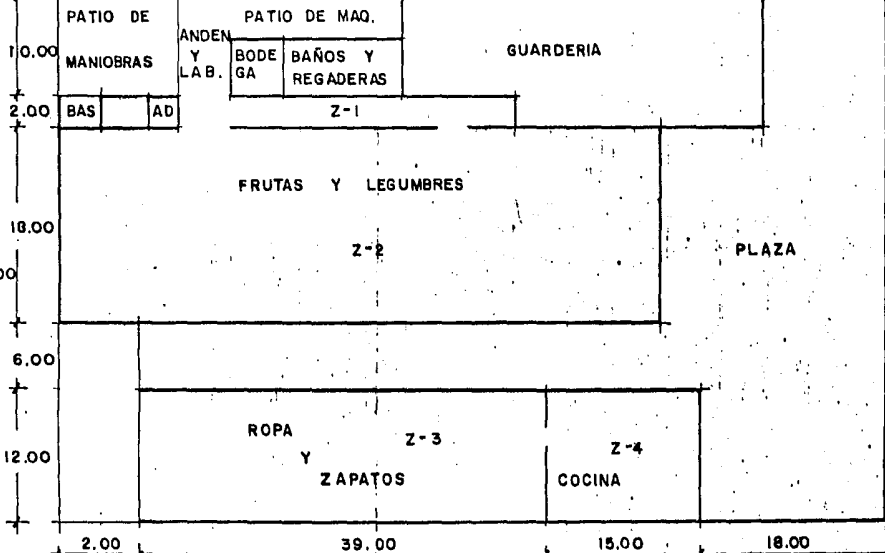 PATIO DE
MANIOBRAS
ANDEN
Y
LAB.
PATIO DE MAQ.
BODE
GA
BAÑOS Y
REGADERAS
GUARDERIA
10.00
2.00
BAS
AD
Z-1
FRUTAS Y LEGUMBRES
18.00
Z-2
PLAZA
6.00
ROPA
Y
ZAPATOS
Z-3
Z-4
COCINA
12.00
2.00
39.00
15.00
18.00